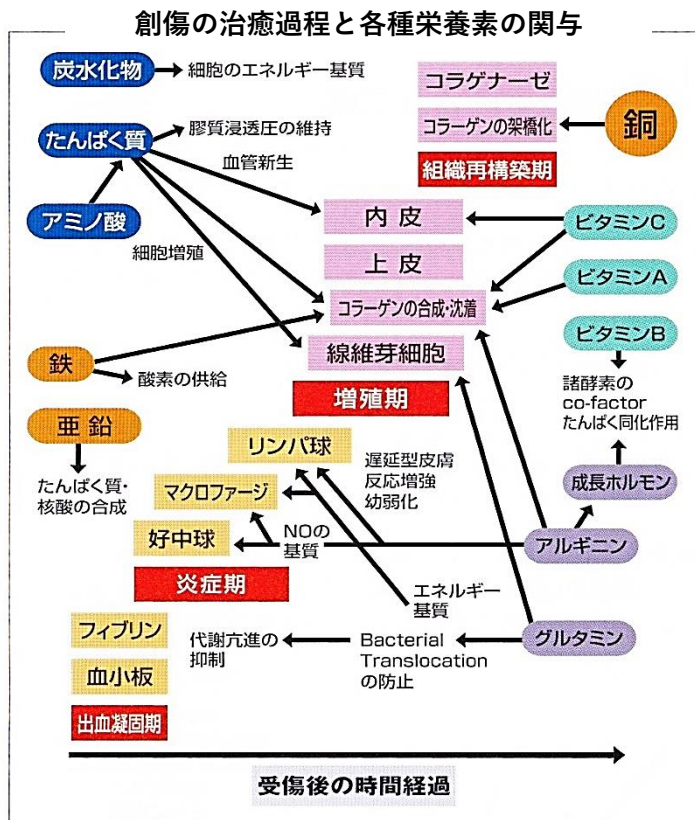 創傷の治癒過程と各種栄養素の関与
炭水化物
細胞のエネルギー基質
コラゲナーゼ
銅
コラーゲンの架橋化
たんぱく質
膠質浸透圧の維持
血管新生
組織再構築期
アミノ酸
内皮
ビタミンC
細胞増殖
上皮
ビタミンA
コラーゲンの合成・沈着
ビタミンB
鉄
酸素の供給
線維芽細胞
諸酵素の
co-factor
たんぱく同化作用
増殖期
亜鉛
リンパ球
遅延型皮膚
反応増強
幼弱化
たんぱく質・
核酸の合成
マクロファージ
成長ホルモン
好中球
NOの
基質
アルギニン
炎症期
エネルギー
基質
フィブリン
代謝亢進の
抑制
Bacterial
Translocation
の防止
グルタミン
血小板
出血凝固期
受傷後の時間経過